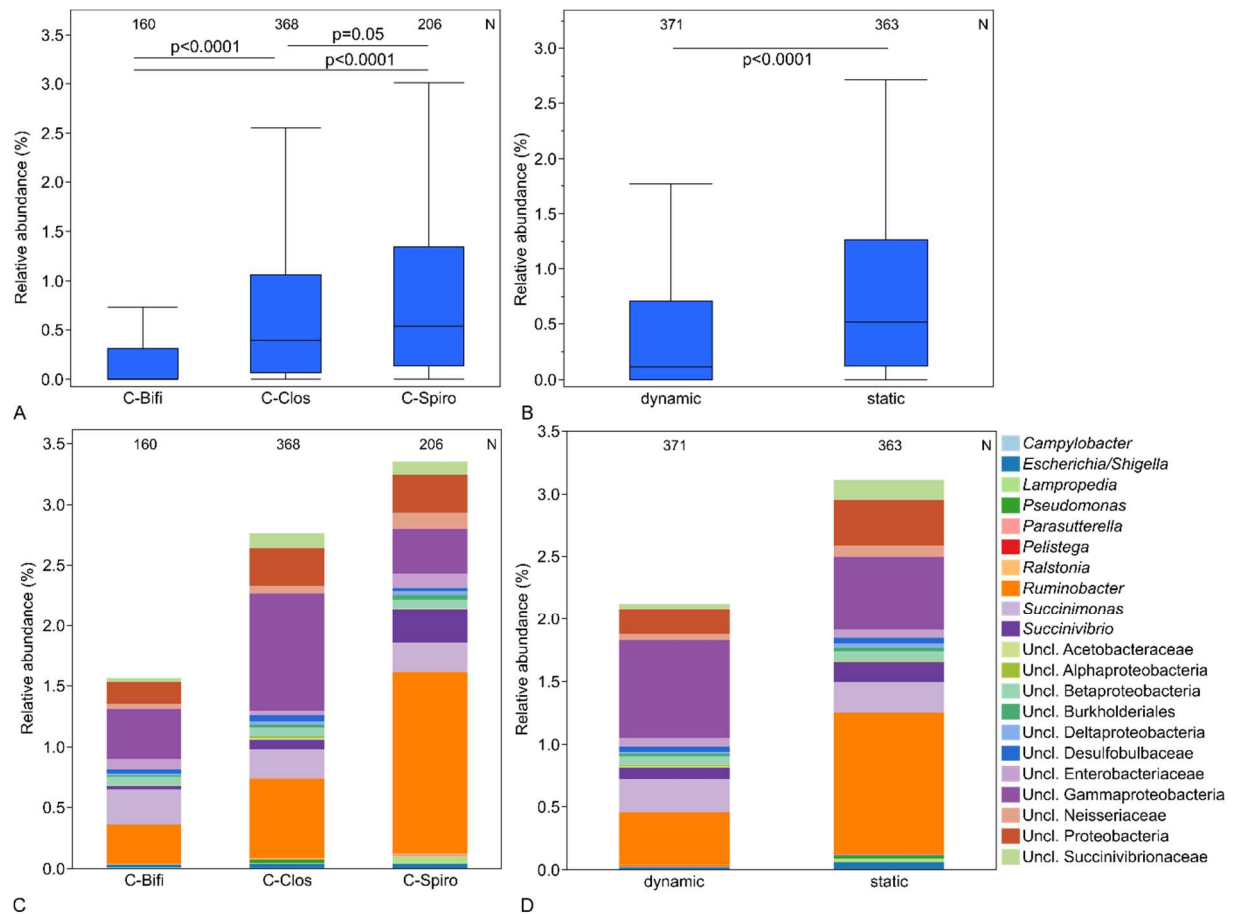 160 368 206 N
p<0.0001 p=0.05
p<0.0001
Relative abundance (%)
3.5
3.0
2.5
2.0
1.5
1.0
0.5
0.0
C-Bifi C-Clos C-Spiro
A
371 363 N
p<0.0001
Relative abundance (%)
3.0
2.5
2.0
1.5
1.0
0.5
0.0
dynamic static
B
160 368 206 N
Relative abundance (%)
3.5
3.0
2.5
2.0
1.5
1.0
0.5
0.0
C-Bifi C-Clos C-Spiro
C
371 363 N
Relative abundance (%)
3.5
3.0
2.5
2.0
1.5
1.0
0.5
0.0
dynamic static
D
Campylobacter
Escherichia/Shigella
Lampropedia
Pseudomonas
Parasutterella
Pelistega
Ralstonia
Ruminobacter
Succinimonas
Succinivibrio
Uncl. Acetobacteraceae
Uncl. Alphaproteobacteria
Uncl. Betaproteobacteria
Uncl. Burkholderiales
Uncl. Deltaproteobacteria
Uncl. Desulfobulbaceae
Uncl. Enterobacteriaceae
Uncl. Gammaproteobacteria
Uncl. Neisseriaceae
Uncl. Proteobacteria
Uncl. Succinivibrionaceae